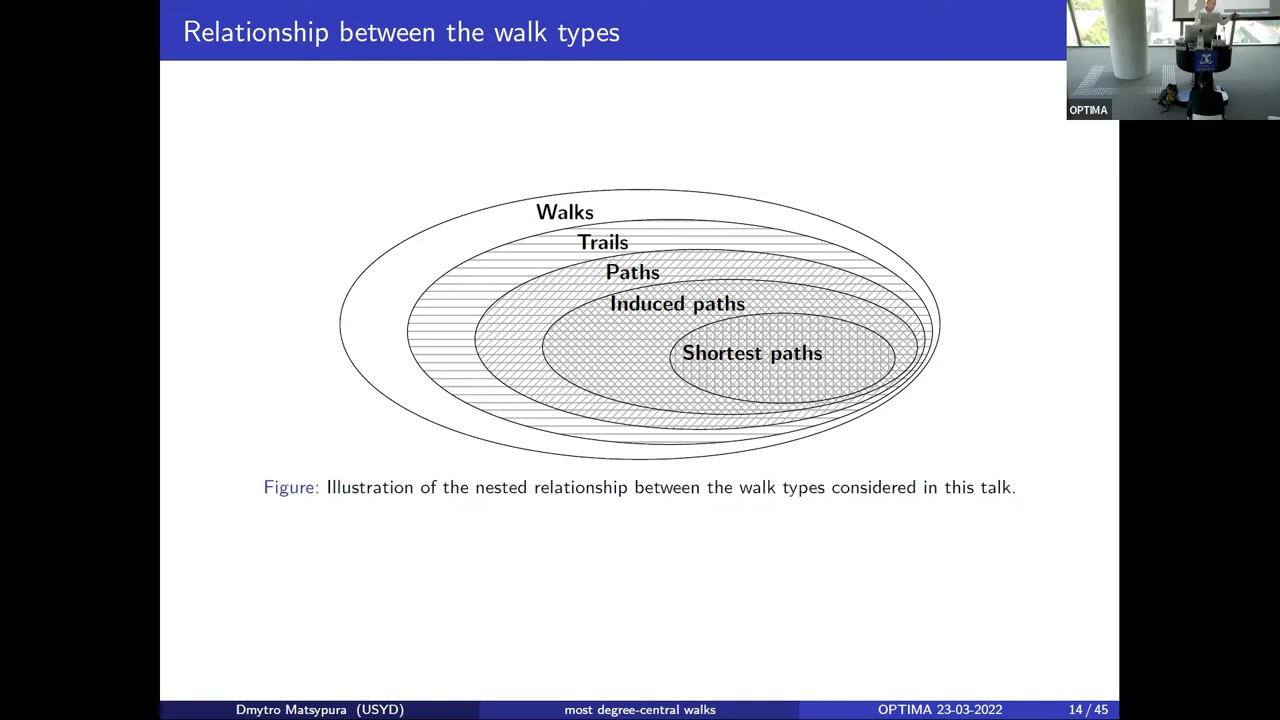 Relationship between the walk types
OPTIMA
Walks
Trails
Paths
Induced paths
Shortest paths
Figure: Illustration of the nested relationship between the walk types considered in this talk.
Dmytro Matsypura (USYD)
most degree-central walks
OPTIMA 23-03-2022
14 / 45